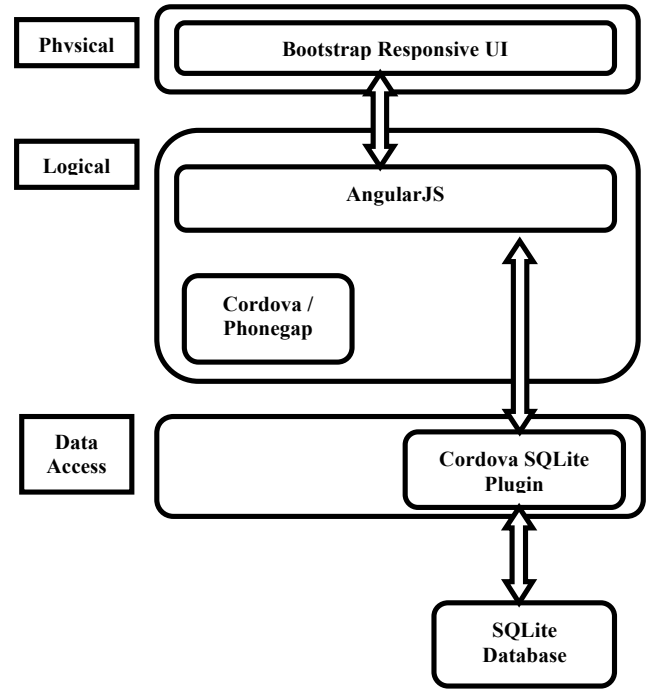 Physical
Bootstrap Responsive UI
Logical
AngularJS
Cordova /
Phonegap
Data
Access
Cordova SQLite
Plugin
SQLite
Database